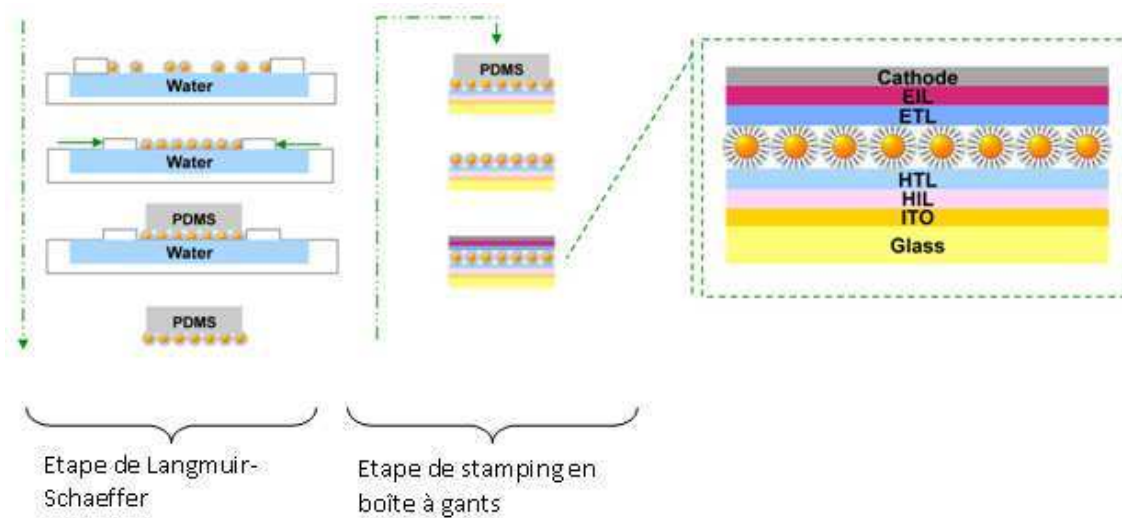 Water
Water
PDMS
Water
PDMS
PDMS
Cathode
EIL
ETL
HTL
HIL
ITO
Glass
Etape de Langmuir-
Schaeffer
Etape de stamping en
boîte à gants